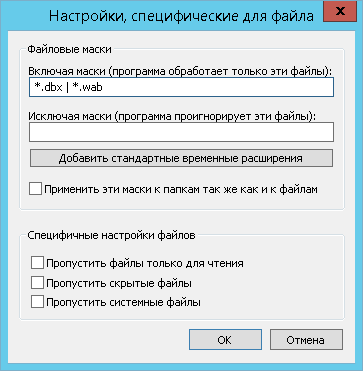 Настройки, специфические для файла
x
Файловые маски
Включая маски (программа обработает только эти файлы):
*.dbx | *.wab
Исключая маски (программа проигнорирует эти файлы):
Добавить стандартные временные расширения
Применить эти маски к папкам так же как и к файлам
Специфичные настройки файлов
Пропустить файлы только для чтения
Пропустить скрытые файлы
Пропустить системные файлы
OK Отмена